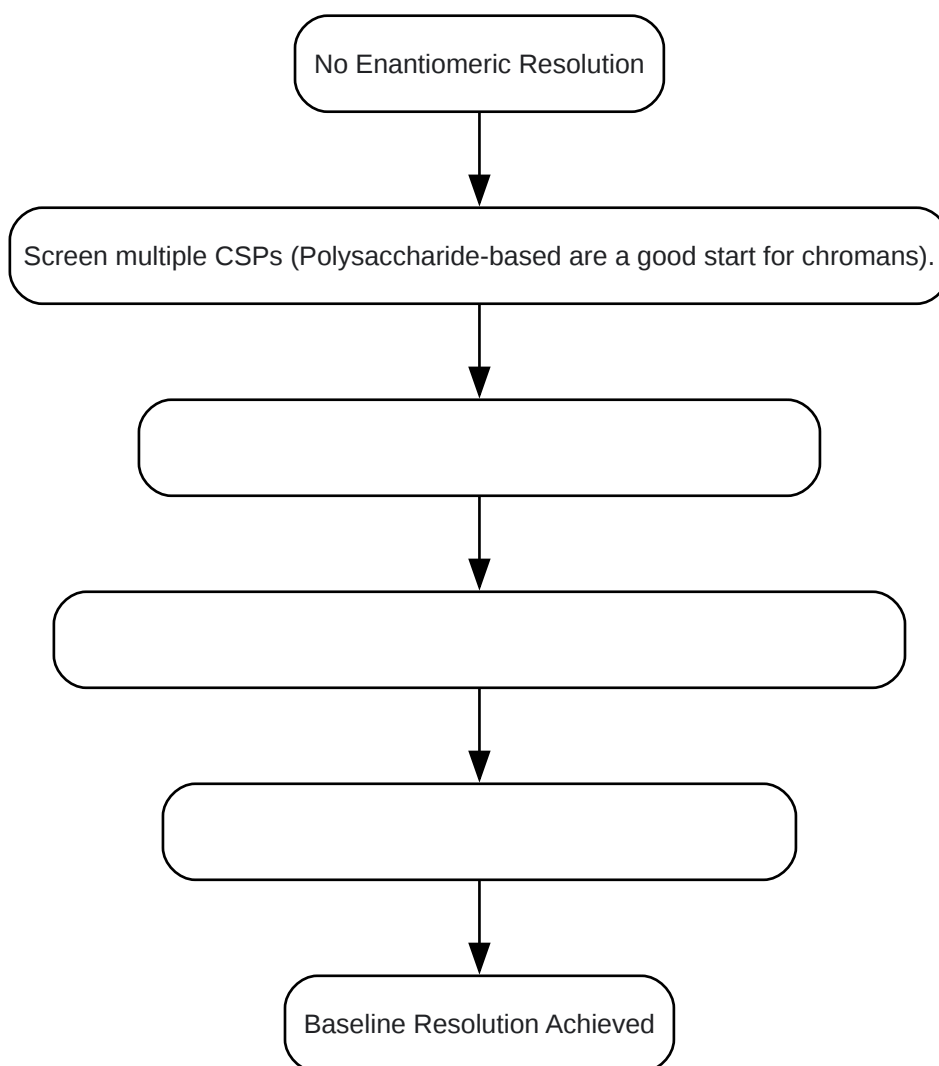 No Enantiomeric Resolution
Screen multiple CSPs (Polysaccharide-based are a good start for chromans).
Baseline Resolution Achieved